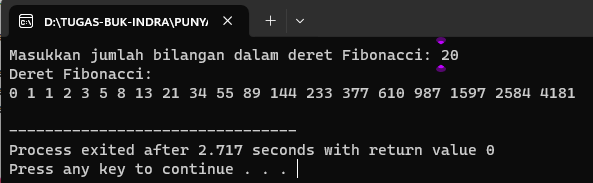 D:\TUGAS-BUK-INDRA\PUNYA
Masukkan jumlah bilangan dalam deret Fibonacci: 20
Deret Fibonacci:
0 1 1 2 3 5 8 13 21 34 55 89 144 233 377 610 987 1597 2584 4181
--------------------------------
Process exited after 2.717 seconds with return value 0
Press any key to continue . . .